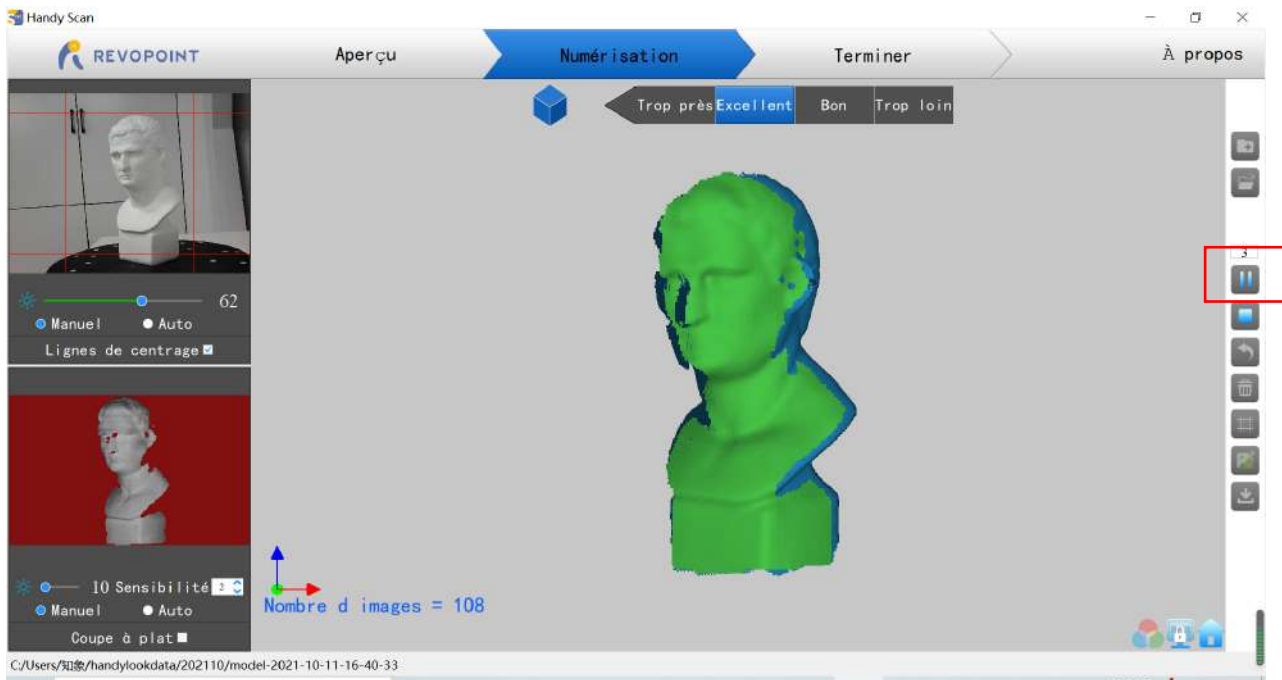 Handy Scan
REVOPOINT
Aperçu
Numérisation
Terminer
À propos
Trop près Excellent Bon Trop loin
62
Manuel Auto
Lignes de centrage
3
10 Sensibilité 2
Manuel Auto
Coupe à plat
Nombre d images = 108
C:/Users/知象/handylookdata/202110/model-2021-10-11-16-40-33